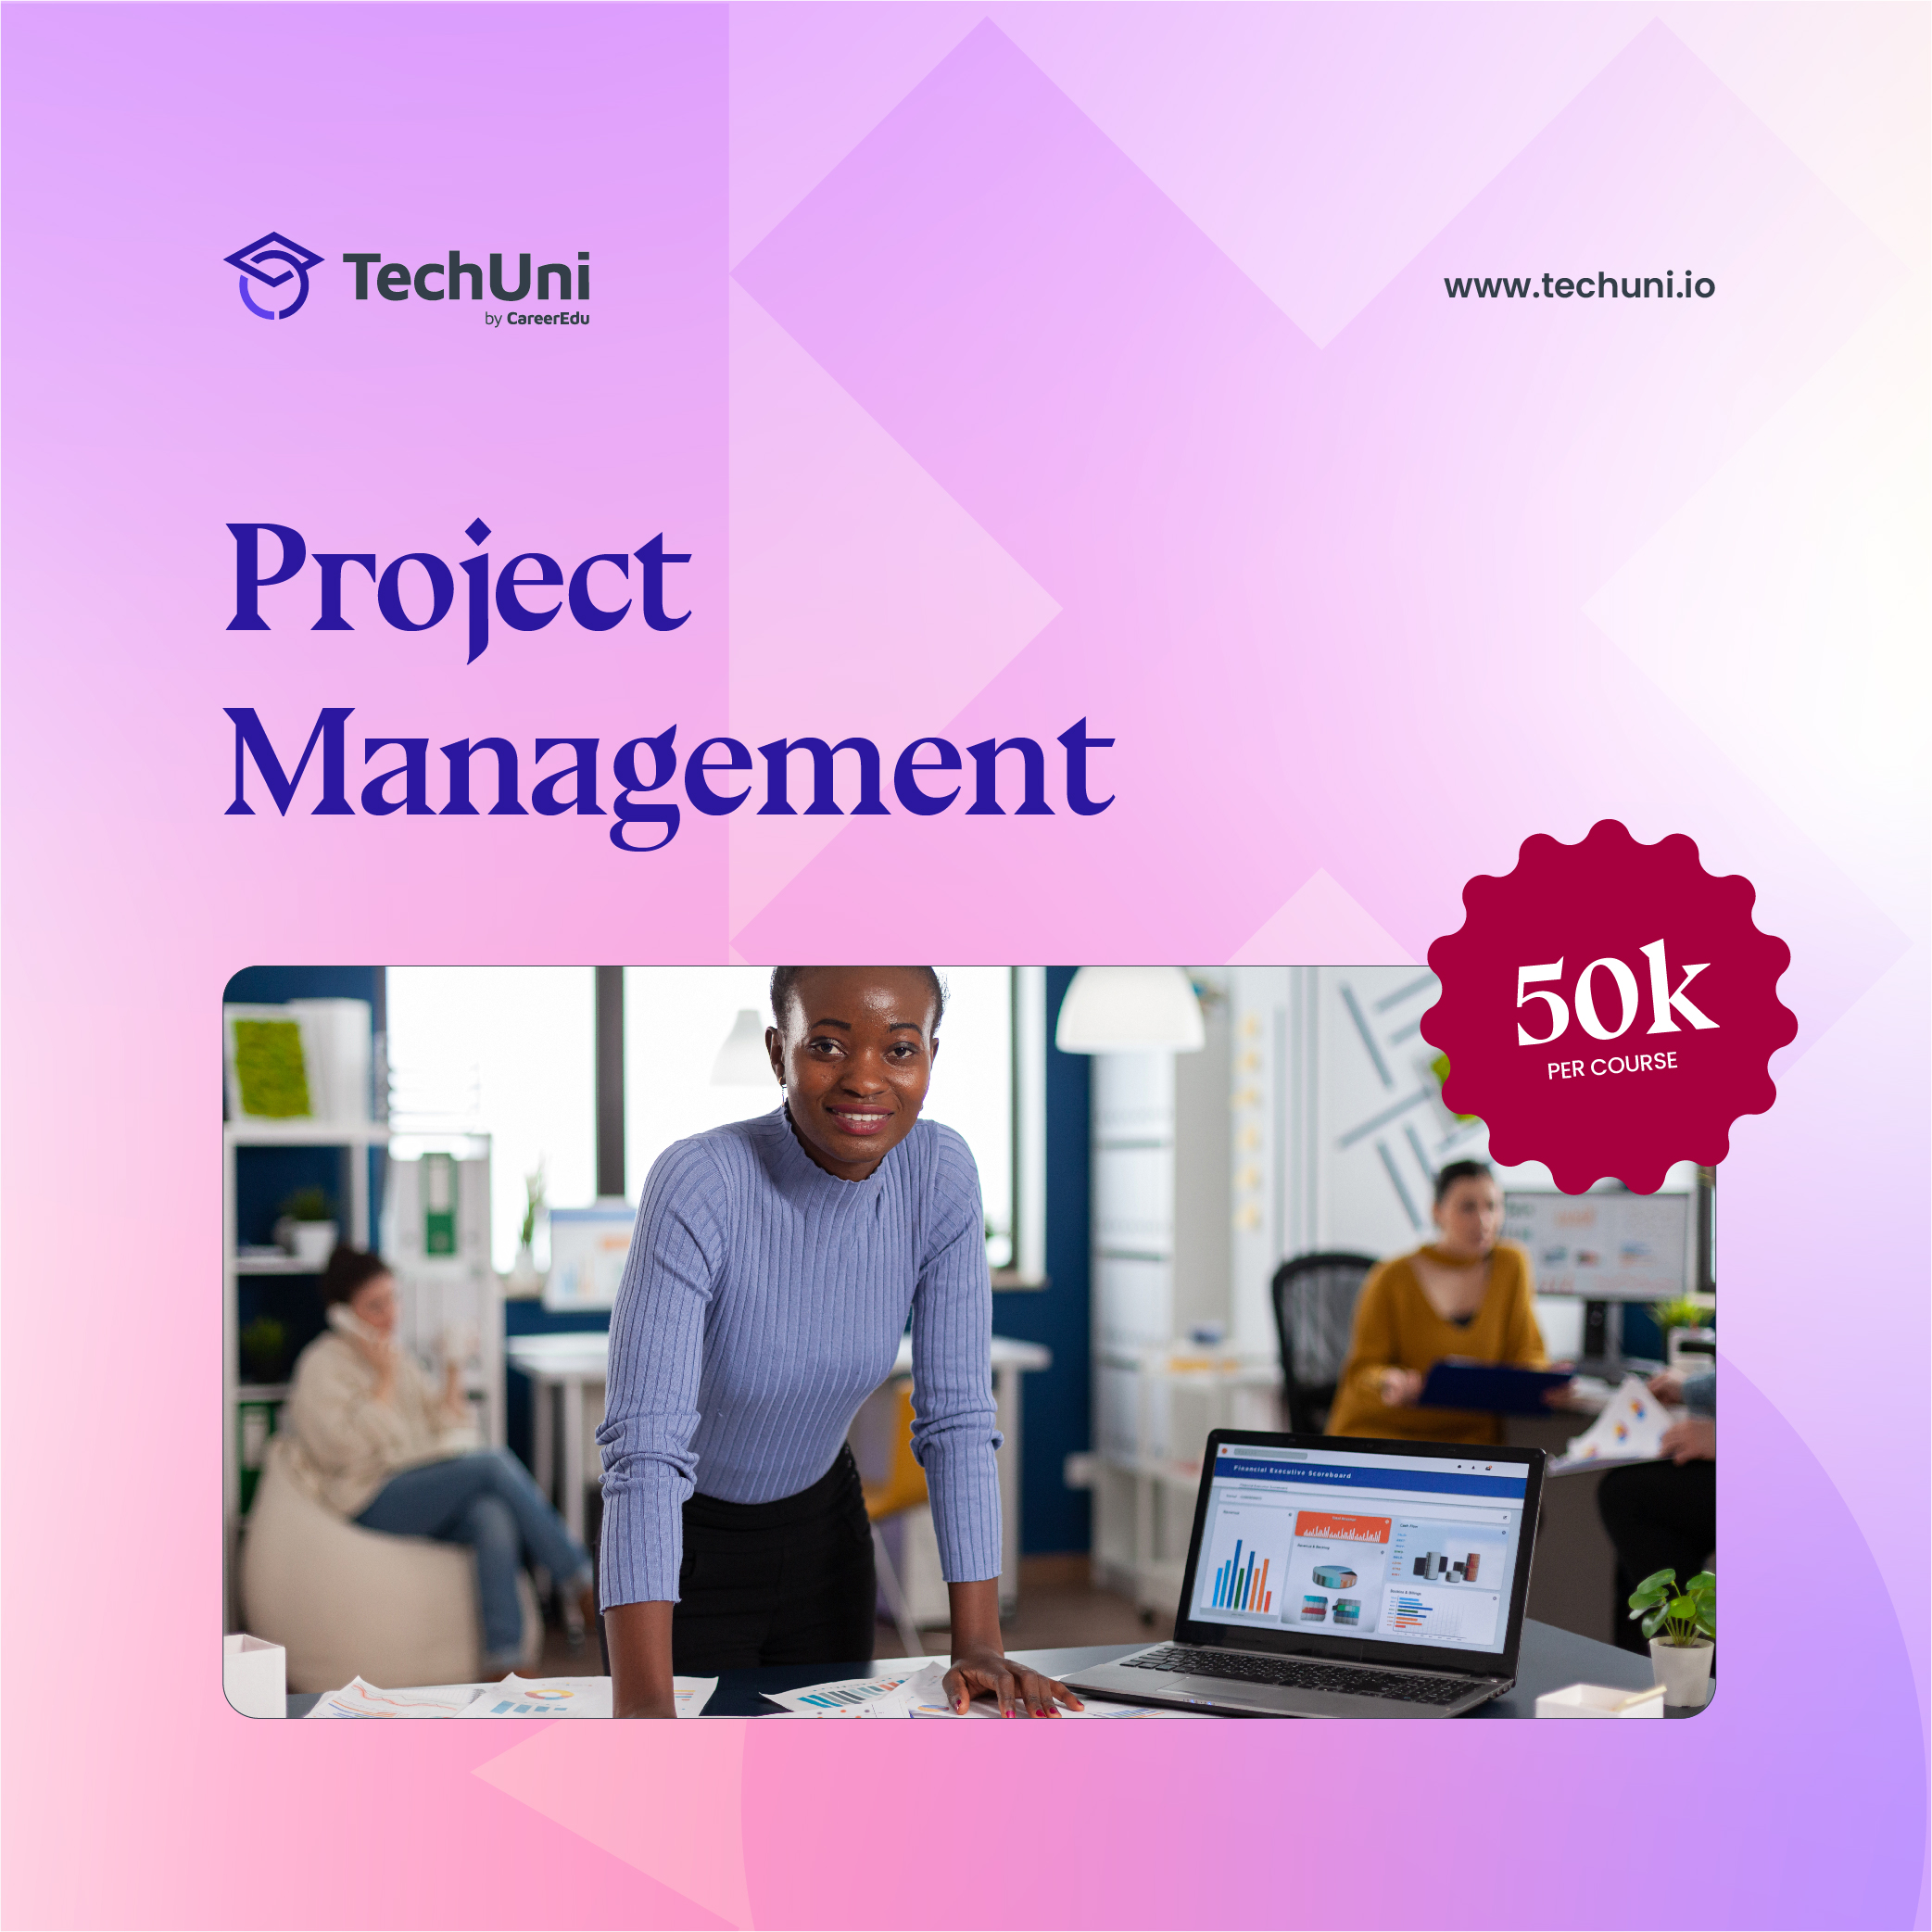 TechUni
by CareerEdu
www.techuni.io
Project
Management
50k
PER COURSE
Financial Executive Scoreboard